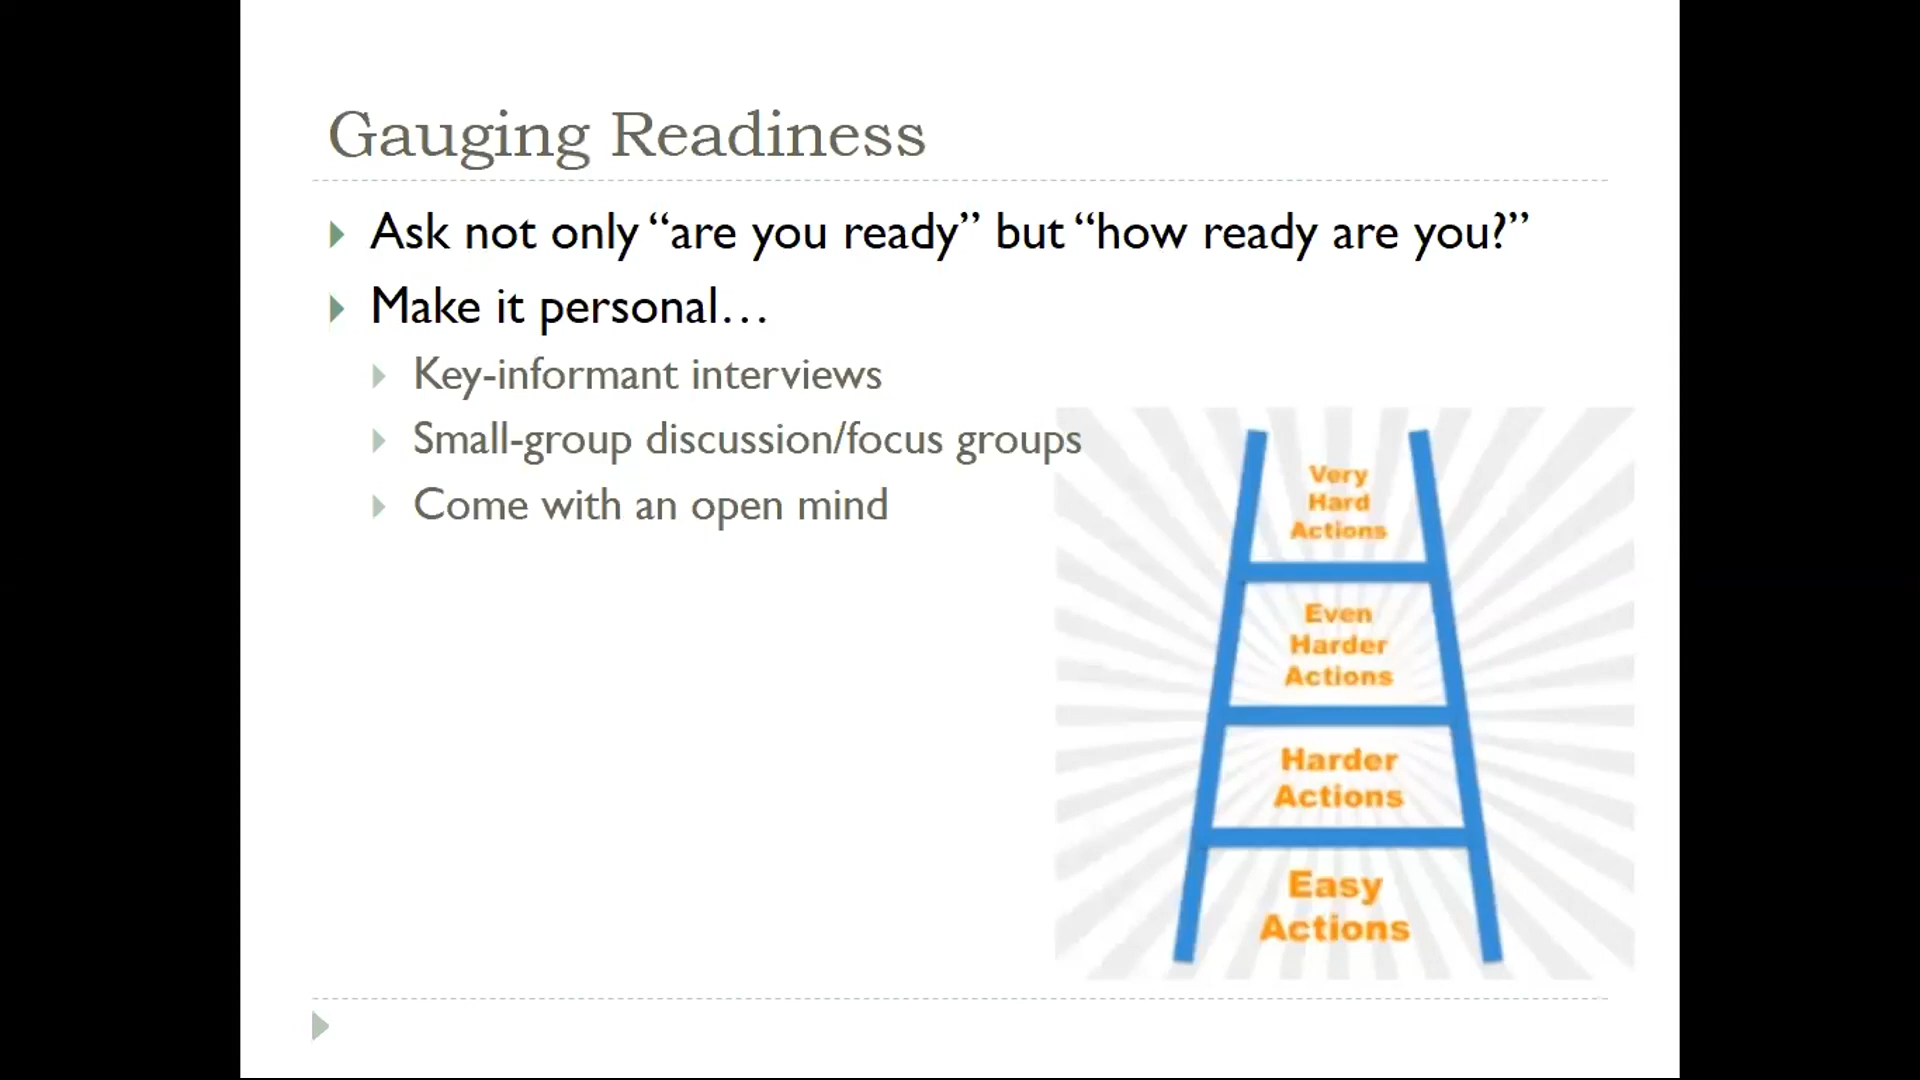 Gauging Readiness
Ask not only “are you ready” but “how ready are you?”
Make it personal…
Key-informant interviews
Small-group discussion/focus groups
Come with an open mind
Very
Hard
Actions
Even
Harder
Actions
Harder
Actions
Easy
Actions